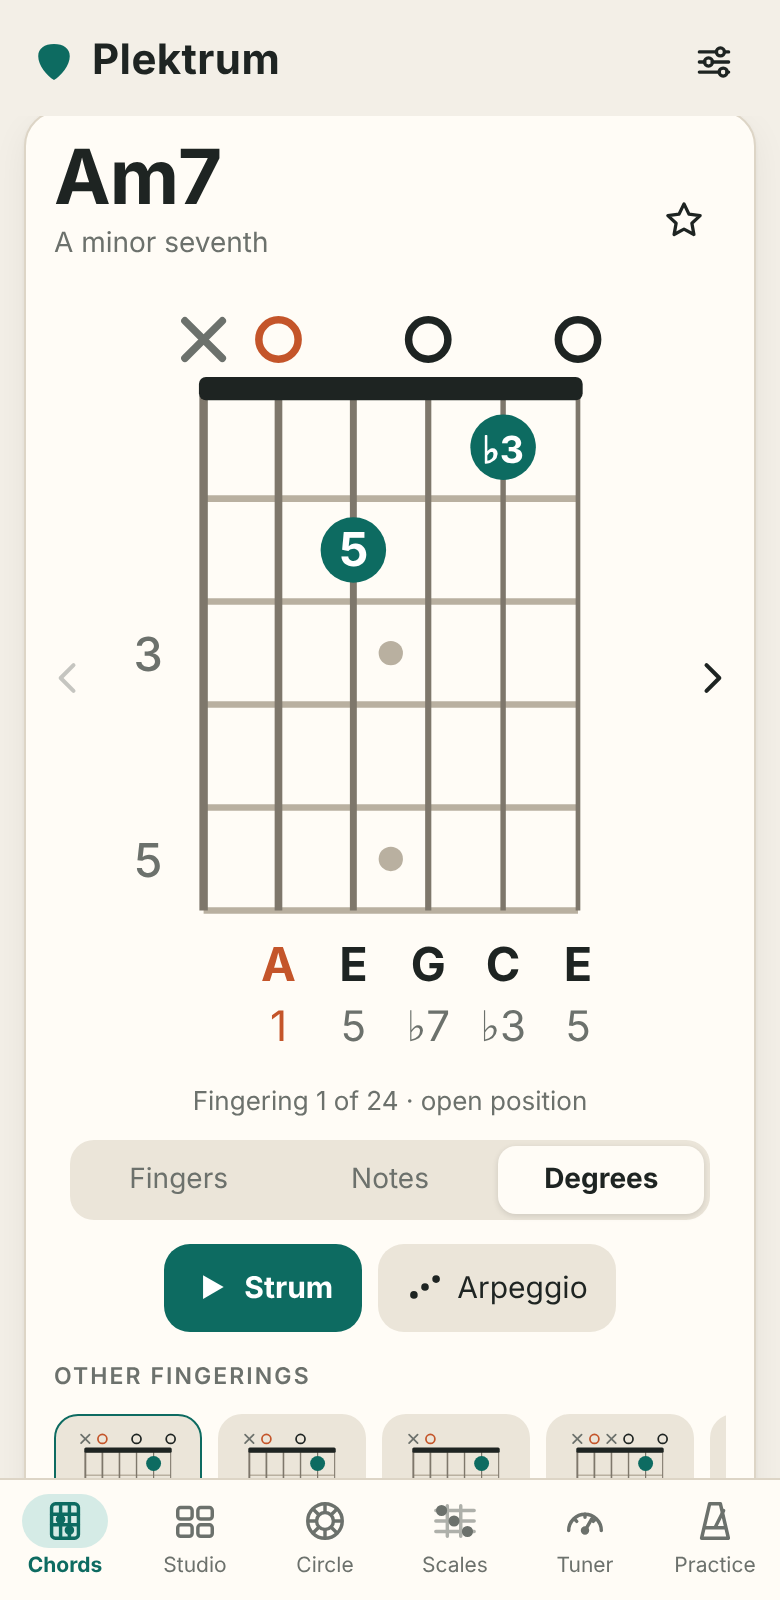 Plektrum
Am7
A minor seventh
♭3
5
3
5
A E G C E
1 5 ♭7 ♭3 5
Fingering 1 of 24 · open position
Fingers Notes Degrees
Strum Arpeggio
OTHER FINGERINGS
Chords Studio Circle Scales Tuner Practice